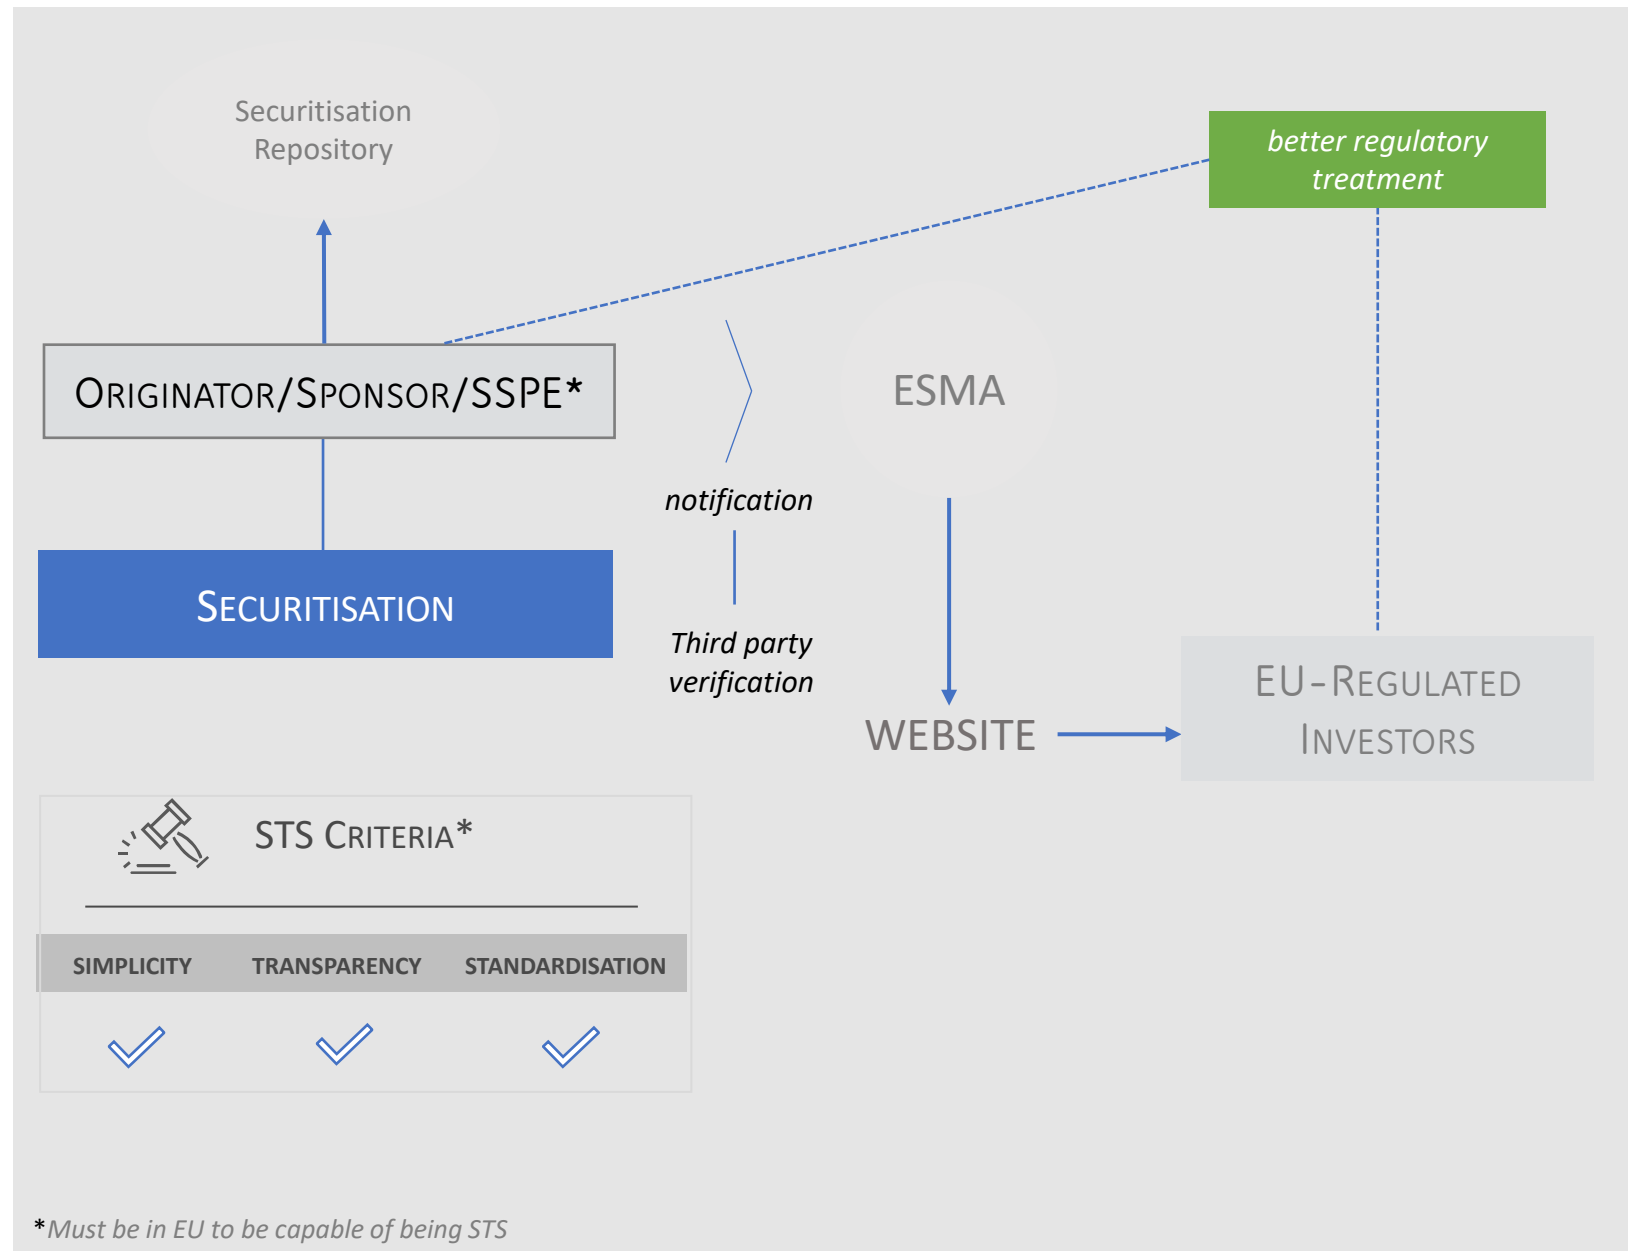 Securitisation
Repository
better regulatory
treatment
ORIGINATOR/SPONSOR/SSPE*
ESMA
notification
SECURITISATION
Third party
verification
WEBSITE
EU-REGULATED
INVESTORS
STS CRITERIA*
SIMPLICITY TRANSPARENCY STANDARDISATION
*Must be in EU to be capable of being STS